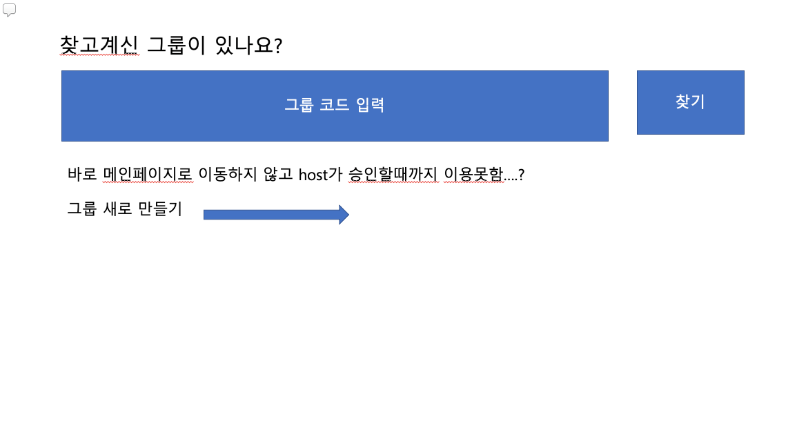 찾고계신 그룹이 있나요?
그룹 코드 입력
찾기
바로 메인페이지로 이동하지 않고 host가 승인할때까지 이용못함....?
그룹 새로 만들기